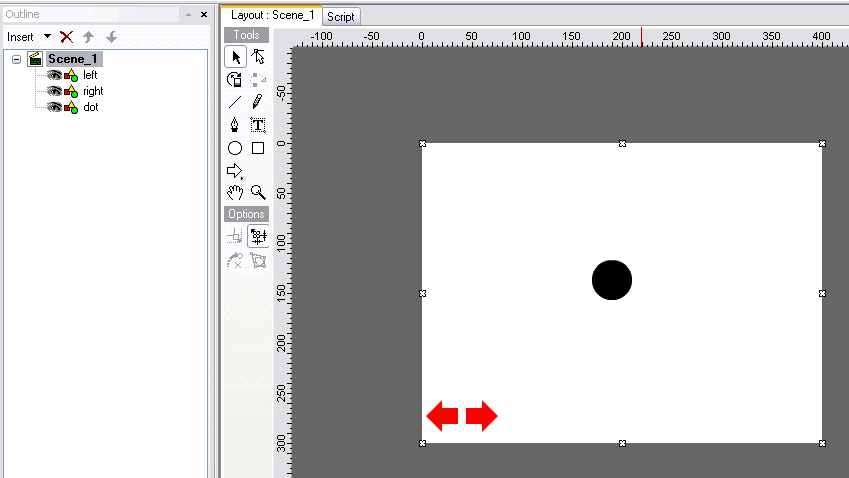 Outline
Layout : Scene_1 Script
Insert
Tools
Scene_1
left
right
dot
Options
-100 -50 0 50 100 150 200 250 300 350 400
-50
0
50
100
150
200
250
300